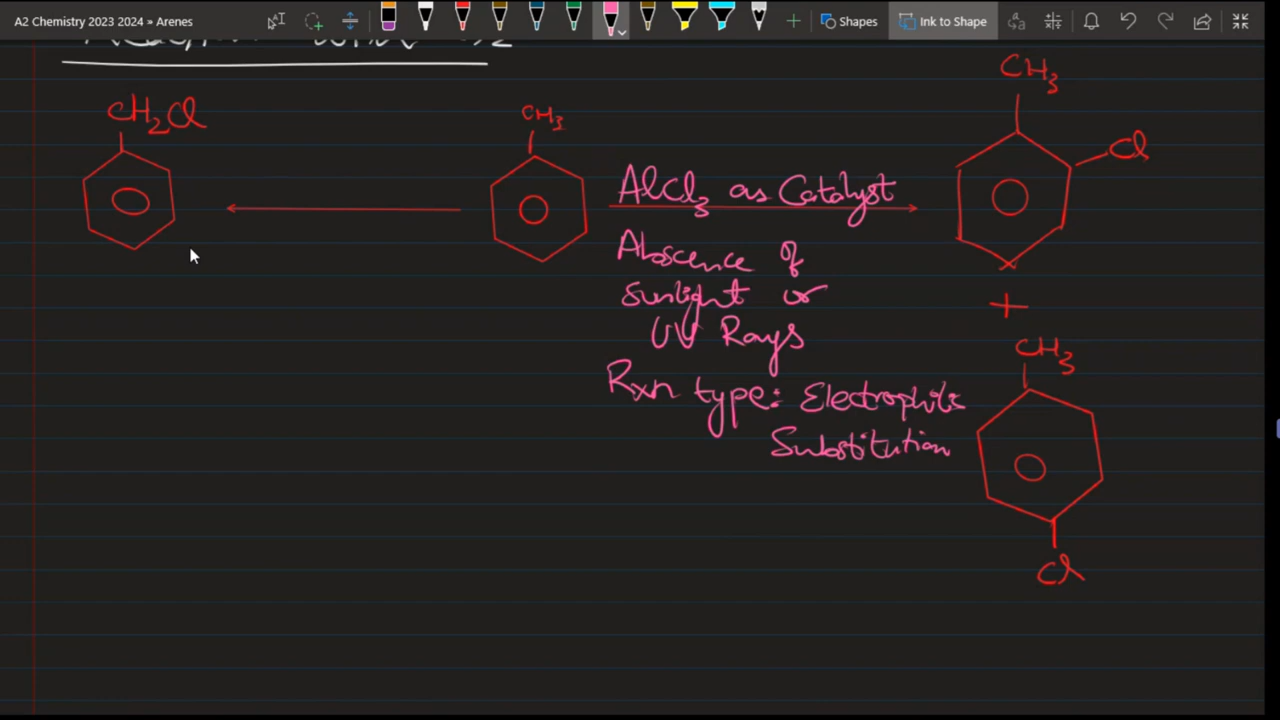 A2 Chemistry 2023 2024 » Arenes
Shapes
Ink to Shape
CH2Cl
CH3
AlCl3 as Catalyst
Abscence of
Sunlight or
UV Rays
Rxn type: Electrophilic
Substitution
CH3
Cl
+
CH3
Cl